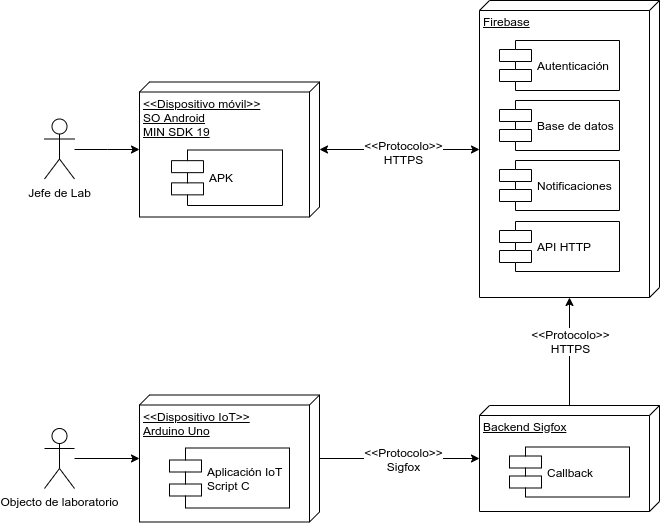 Firebase
Autenticación
Base de datos
Notificaciones
API HTTP
<<Dispositivo móvil>>
SO Android
MIN SDK 19
APK
Jefe de Lab
<<Protocolo>>
HTTPS
<<Protocolo>>
HTTPS
<<Dispositivo IoT>>
Arduino Uno
Aplicación IoT
Script C
Objecto de laboratorio
<<Protocolo>>
Sigfox
Backend Sigfox
Callback